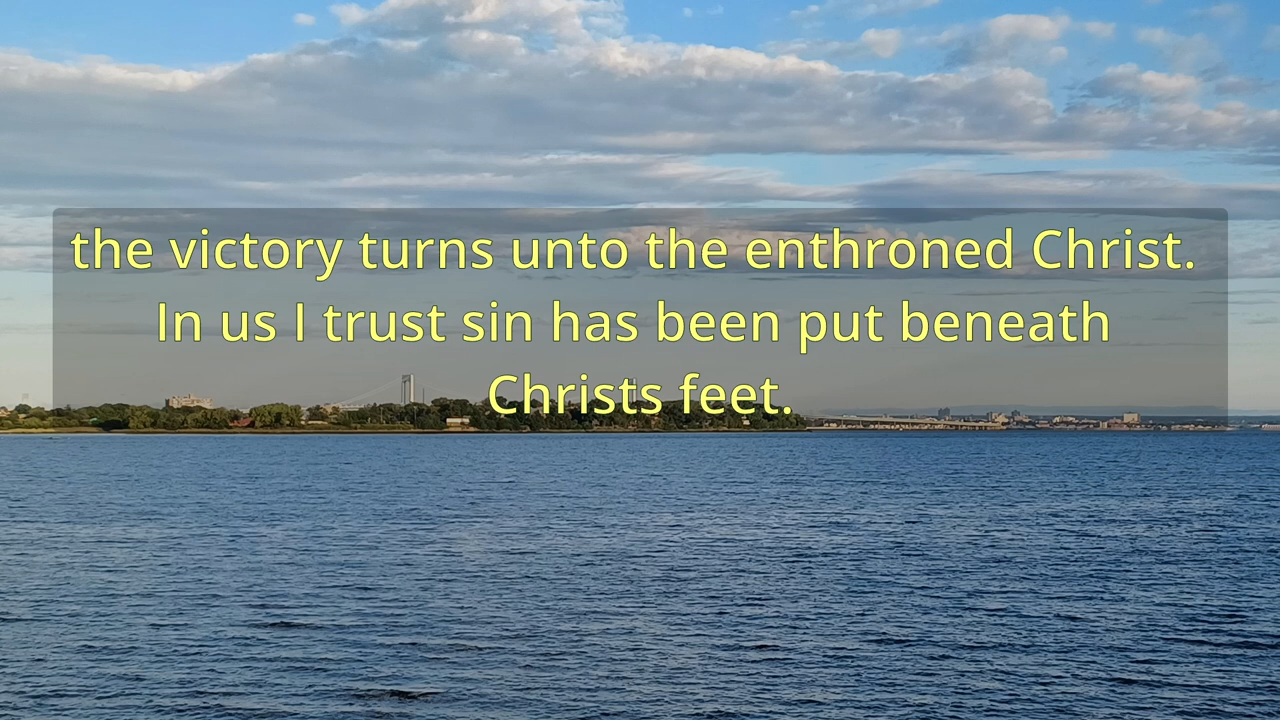 the victory turns unto the enthroned Christ.
In us I trust sin has been put beneath
Christs feet.